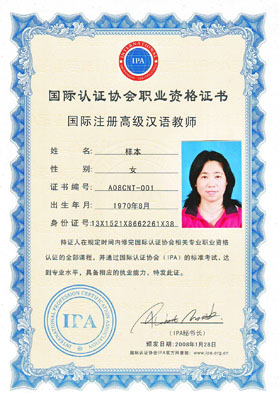 INTERNATIONAL
IPA
国际认证协会职业资格证书
国际注册高级汉语教师
姓 名: 样本
性 别: 女
证书编号: A08CNT-001
出生年月: 1970年8月
身份证号: 13X1521X8662261X38
持证人在规定时间内修完国际认证协会相关专业职业资格
认证的全部课程，并通过国际认证协会（IPA）的标准考试，达
到专业水平，具备相应的执业能力，特发此证。
IPA
INTERNATIONAL PROFESSION CERTIFICATION ASSOCIATION
(IPA秘书长)
颁发日期：2008年1月28日
国际认证协会IPA官方网查询：www.ipa.org.cn